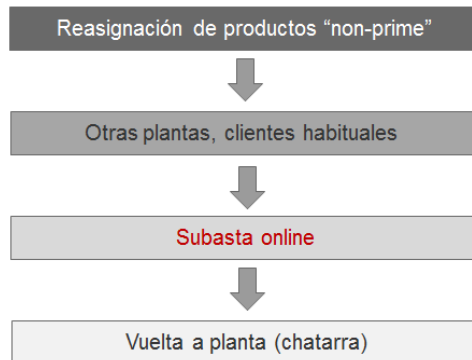 Reasignación de productos “non-prime”
Otras plantas, clientes habituales
Subasta online
Vuelta a planta (chatarra)